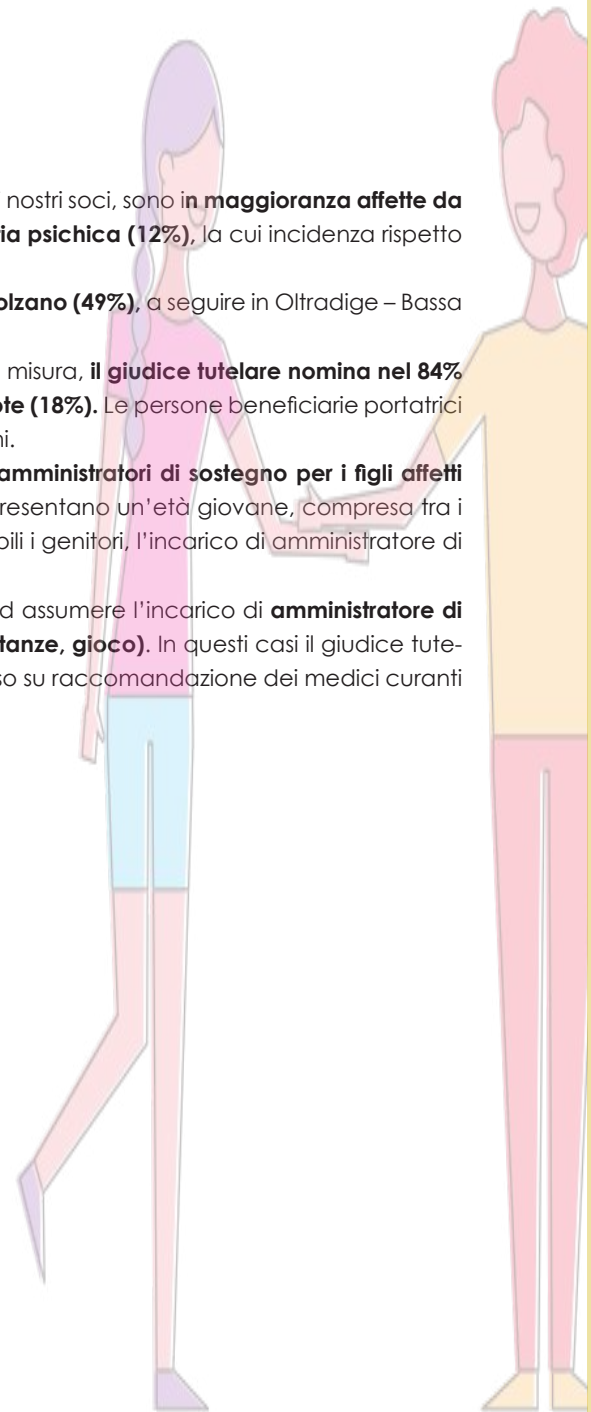 nostri soci, sono in maggioranza affette da
ia psichica (12%), la cui incidenza rispetto
olzano (49%), a seguire in Oltradige – Bassa
misura, il giudice tutelare nomina nel 84%
te (18%). Le persone beneficiarie portatrici
ni.
amministratori di sostegno per i figli affetti
resentano un’età giovane, compresa tra i
bili i genitori, l’incarico di amministratore di
d assumere l’incarico di amministratore di
tanze, gioco). In questi casi il giudice tute-
so su raccomandazione dei medici curanti